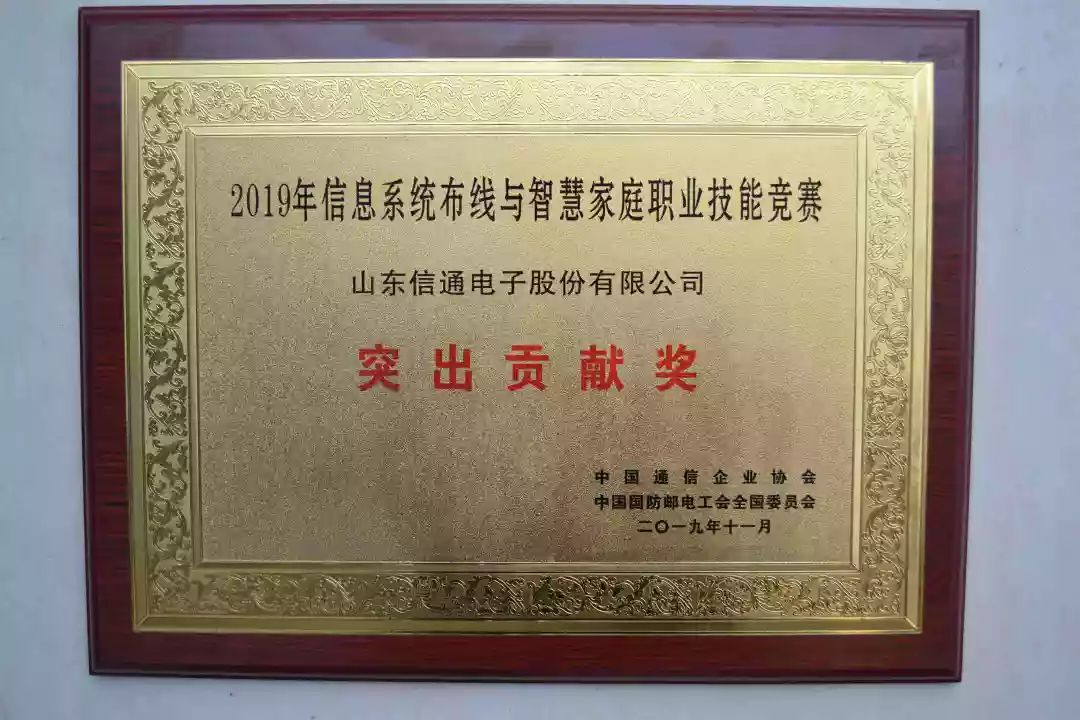 2019年信息系统布线与智慧家庭职业技能竞赛
山东信通电子股份有限公司
突出贡献奖
中国通信企业协会
中国国防邮电工会全国委员会
二〇一九年十一月